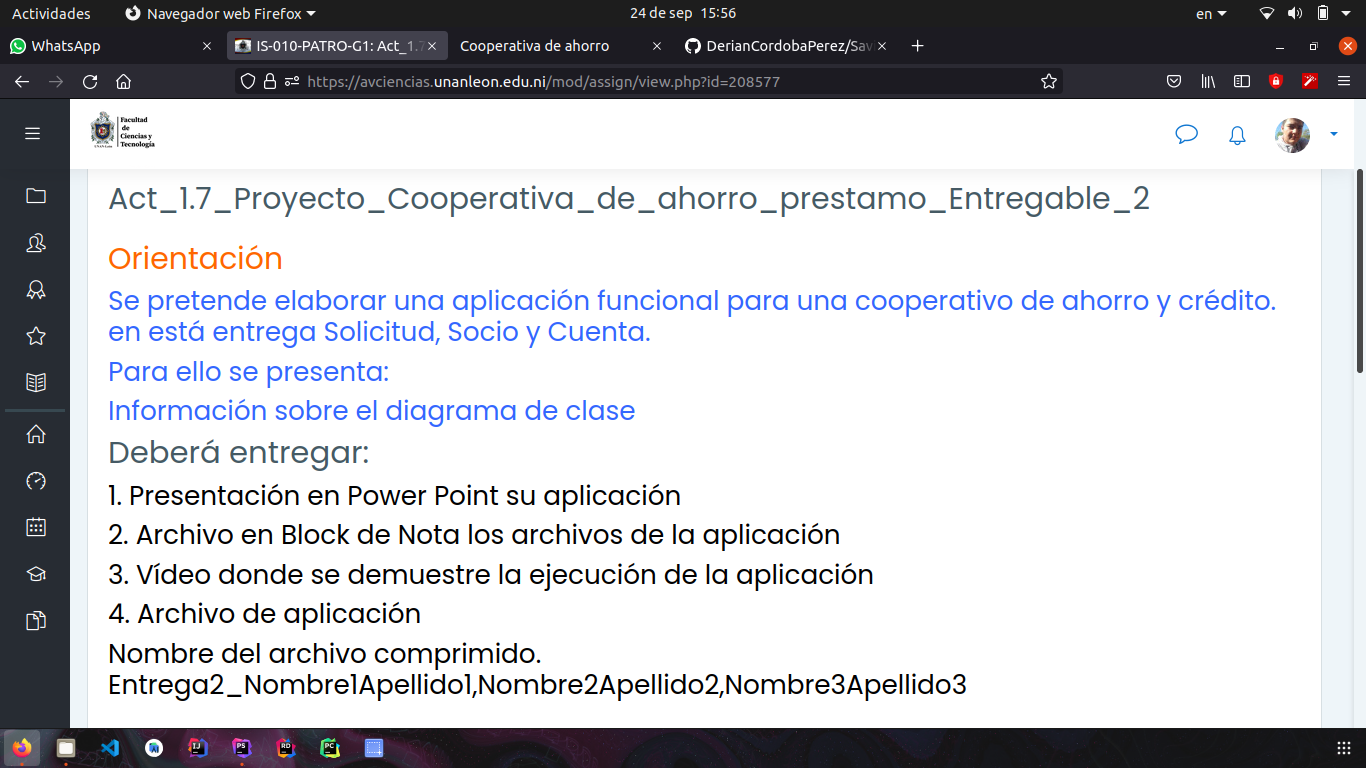 Actividades
Navegador web Firefox
24 de sep 15:56
en
WhatsApp
IS-010-PATRO-G1: Act_1.7
Cooperativa de ahorro
DerianCordobaPerez/Sav
https://avciencias.unanleon.edu.ni/mod/assign/view.php?id=208577
Facultad
de
Ciencias y
Tecnología
Act_1.7_Proyecto_Cooperativa_de_ahorro_prestamo_Entregable_2
Orientación
Se pretende elaborar una aplicación funcional para una cooperativo de ahorro y crédito.
en está entrega Solicitud, Socio y Cuenta.
Para ello se presenta:
Información sobre el diagrama de clase
Deberá entregar:
1. Presentación en Power Point su aplicación
2. Archivo en Block de Nota los archivos de la aplicación
3. Vídeo donde se demuestre la ejecución de la aplicación
4. Archivo de aplicación
Nombre del archivo comprimido.
Entrega2_Nombre1Apellido1,Nombre2Apellido2,Nombre3Apellido3
IJ
PS
RD
PC